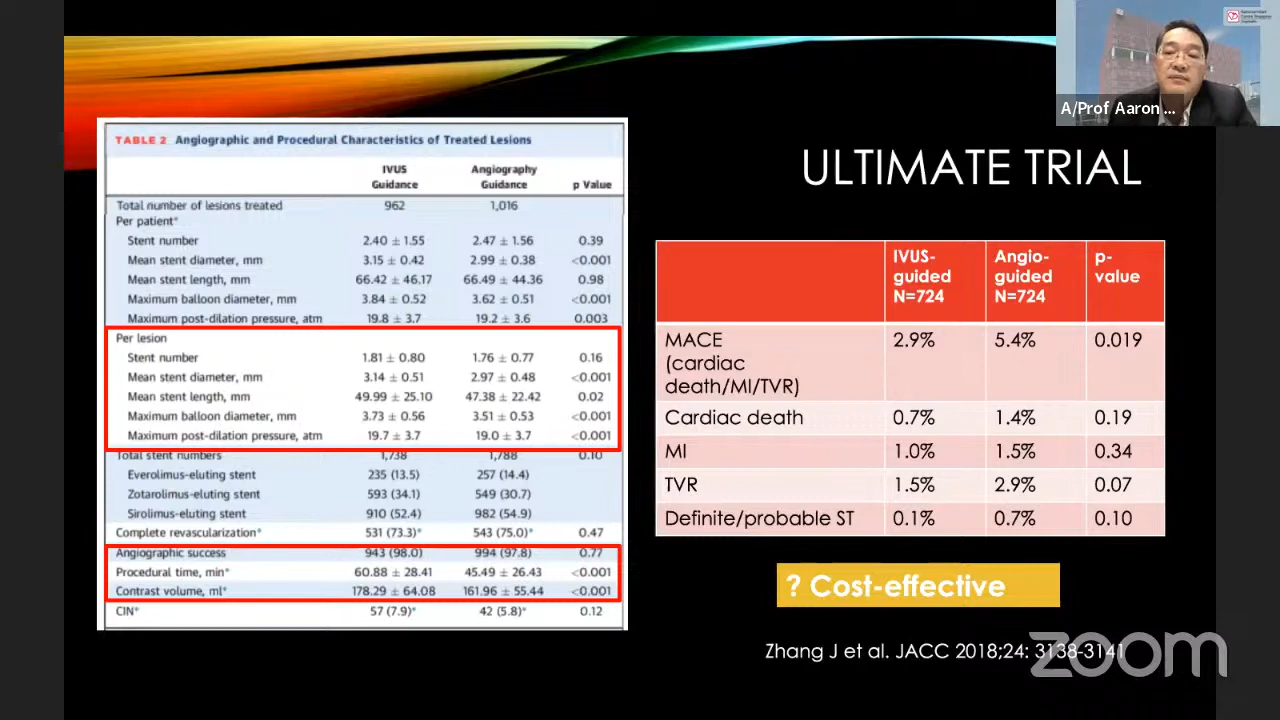 A/Prof Aaron ...
TABLE 2 Angiographic and Procedural Characteristics of Treated Lesions
IVUS Guidance Angiography Guidance p Value
Total number of lesions treated 962 1,016
Per patient*
Stent number 2.40 ± 1.55 2.47 ± 1.56 0.39
Mean stent diameter, mm 3.15 ± 0.42 2.99 ± 0.38 <0.001
Mean stent length, mm 66.42 ± 46.17 66.49 ± 44.36 0.98
Maximum balloon diameter, mm 3.84 ± 0.52 3.62 ± 0.51 <0.001
Maximum post-dilation pressure, atm 19.8 ± 3.7 19.2 ± 3.6 0.003
Per lesion
Stent number 1.81 ± 0.80 1.76 ± 0.77 0.16
Mean stent diameter, mm 3.14 ± 0.51 2.97 ± 0.48 <0.001
Mean stent length, mm 49.99 ± 25.10 47.38 ± 22.42 0.02
Maximum balloon diameter, mm 3.73 ± 0.56 3.51 ± 0.53 <0.001
Maximum post-dilation pressure, atm 19.7 ± 3.7 19.0 ± 3.7 <0.001
Total stent numbers 1,738 1,788 0.10
Everolimus-eluting stent 235 (13.5) 257 (14.4)
Zotarolimus-eluting stent 593 (34.1) 549 (30.7)
Sirolimus-eluting stent 910 (52.4) 982 (54.9)
Complete revascularization* 531 (73.3)* 543 (75.0)* 0.47
Angiographic success 943 (98.0) 994 (97.8) 0.77
Procedural time, min* 60.88 ± 28.41 45.49 ± 26.43 <0.001
Contrast volume, ml* 178.29 ± 64.08 161.96 ± 55.44 <0.001
CIN* 57 (7.9)* 42 (5.8)* 0.12
ULTIMATE TRIAL
IVUS- Angio- p-
guided guided value
N=724 N=724
MACE 2.9% 5.4% 0.019
(cardiac
death/MI/TVR)
Cardiac death 0.7% 1.4% 0.19
MI 1.0% 1.5% 0.34
TVR 1.5% 2.9% 0.07
Definite/probable ST 0.1% 0.7% 0.10
? Cost-effective
Zhang J et al. JACC 2018;24: 3138-3141
zoom